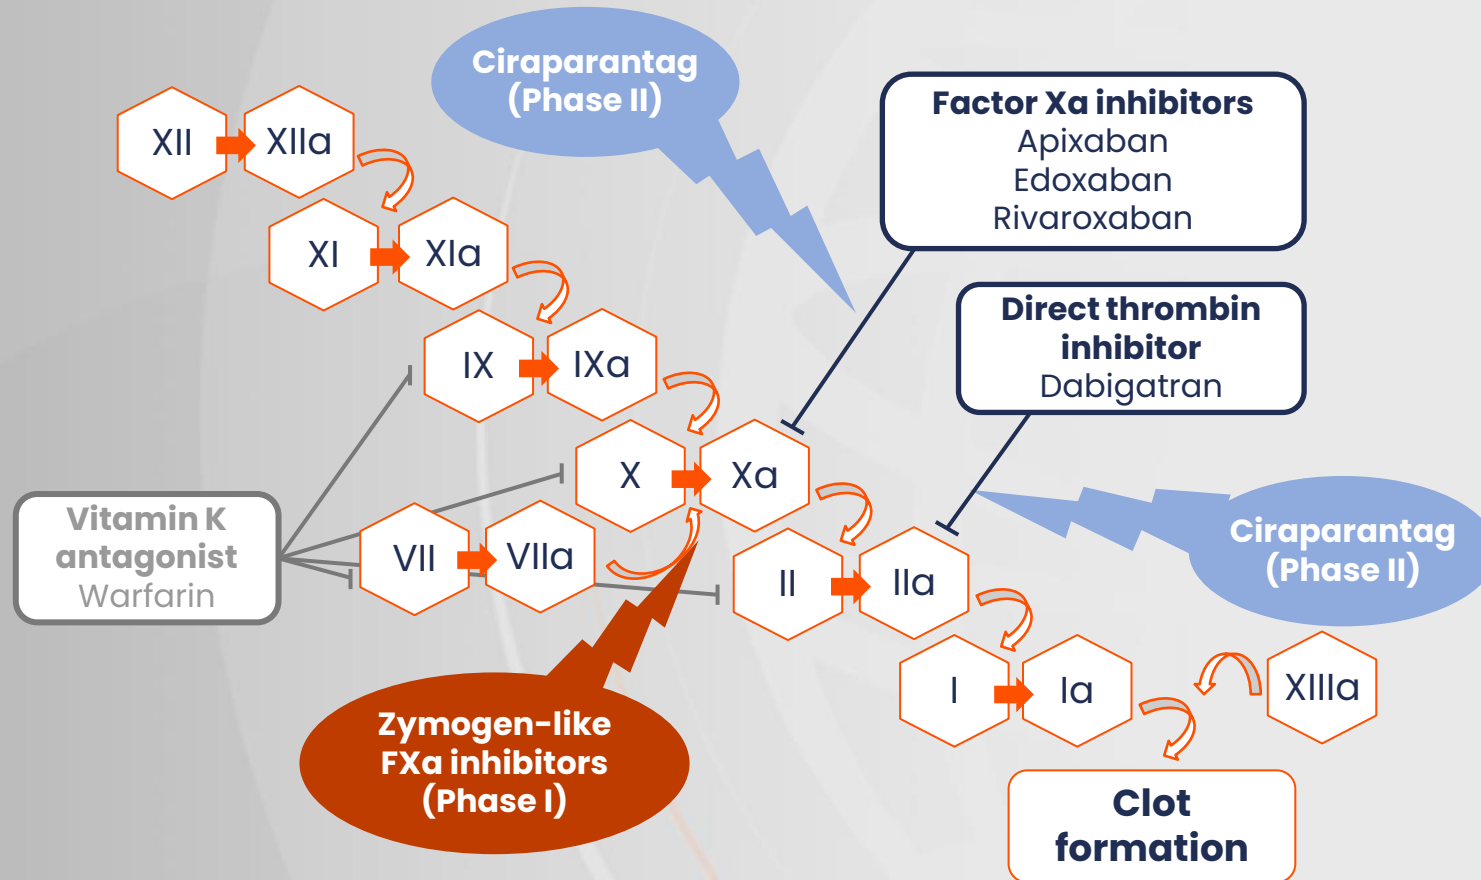 Ciraparantag
(Phase II)
Factor Xa inhibitors
Apixaban
Edoxaban
Rivaroxaban
XII
XIIa
XI
XIa
Direct thrombin
inhibitor
Dabigatran
IX
IXa
X
Xa
Vitamin K
antagonist
Warfarin
VII
VIIa
II
IIa
Ciraparantag
(Phase II)
I
Ia
XIIIa
Zymogen-like
FXa inhibitors
(Phase I)
Clot
formation